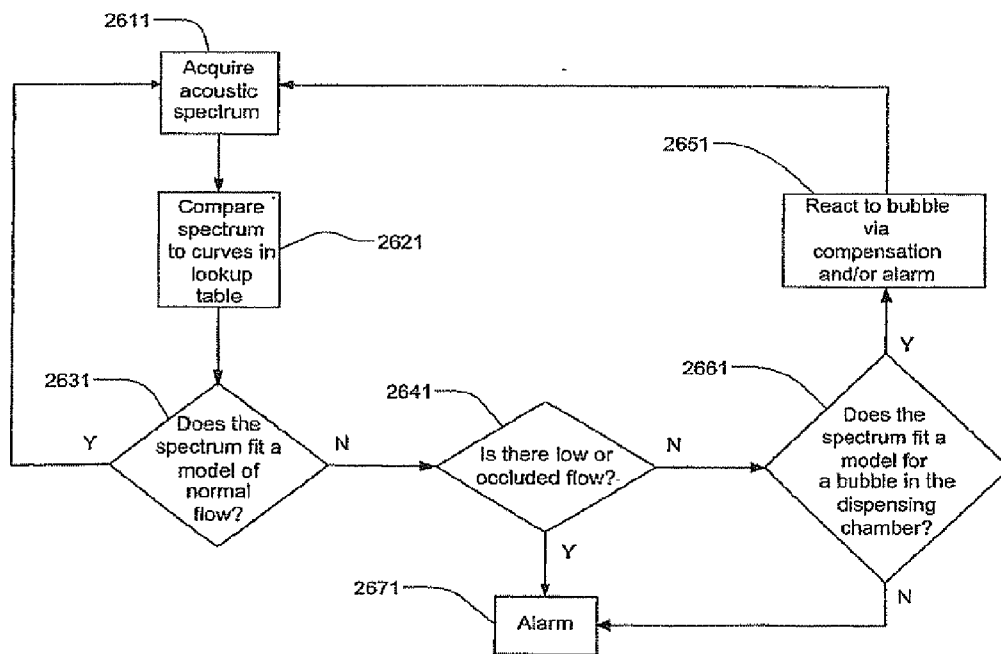 2611
Acquire
acoustic
spectrum
2651
Compare
spectrum
to curves in
lookup
table
2621
React to bubble
via
compensation
and/or alarm
Y
2631
2641
2661
Does the
spectrum fit a
model of
normal
flow?
Y
N
Is there low or
occluded flow?
N
Does the
spectrum fit a
model for
a bubble in the
dispensing
chamber?
Y
N
2671
Alarm